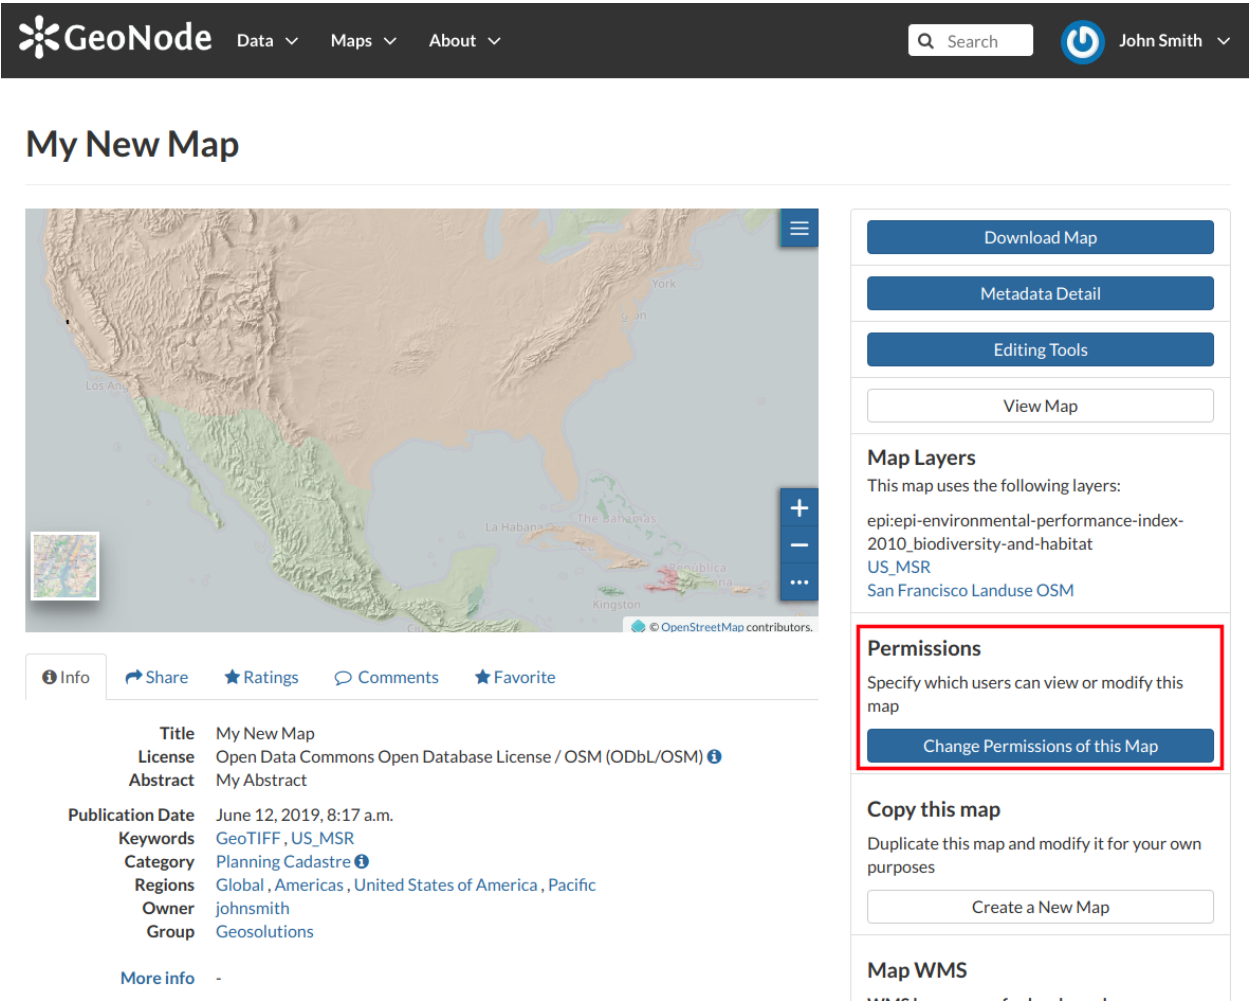 GeoNode Data Maps About Search John Smith
My New Map
York
Los Ang
La Habana
The Bahamas
Kingston
© OpenStreetMap contributors.
Info Share Ratings Comments Favorite
Title My New Map
License Open Data Commons Open Database License / OSM (ODbL/OSM)
Abstract My Abstract
Publication Date June 12, 2019, 8:17 a.m.
Keywords GeoTIFF , US_MSR
Category Planning Cadastre
Regions Global , Americas , United States of America , Pacific
Owner johnsmith
Group Geosolutions
More info -
Download Map
Metadata Detail
Editing Tools
View Map
Map Layers
This map uses the following layers:
epi:epi-environmental-performance-index-
2010_biodiversity-and-habitat
US_MSR
San Francisco Landuse OSM
Permissions
Specify which users can view or modify this
map
Change Permissions of this Map
Copy this map
Duplicate this map and modify it for your own
purposes
Create a New Map
Map WMS